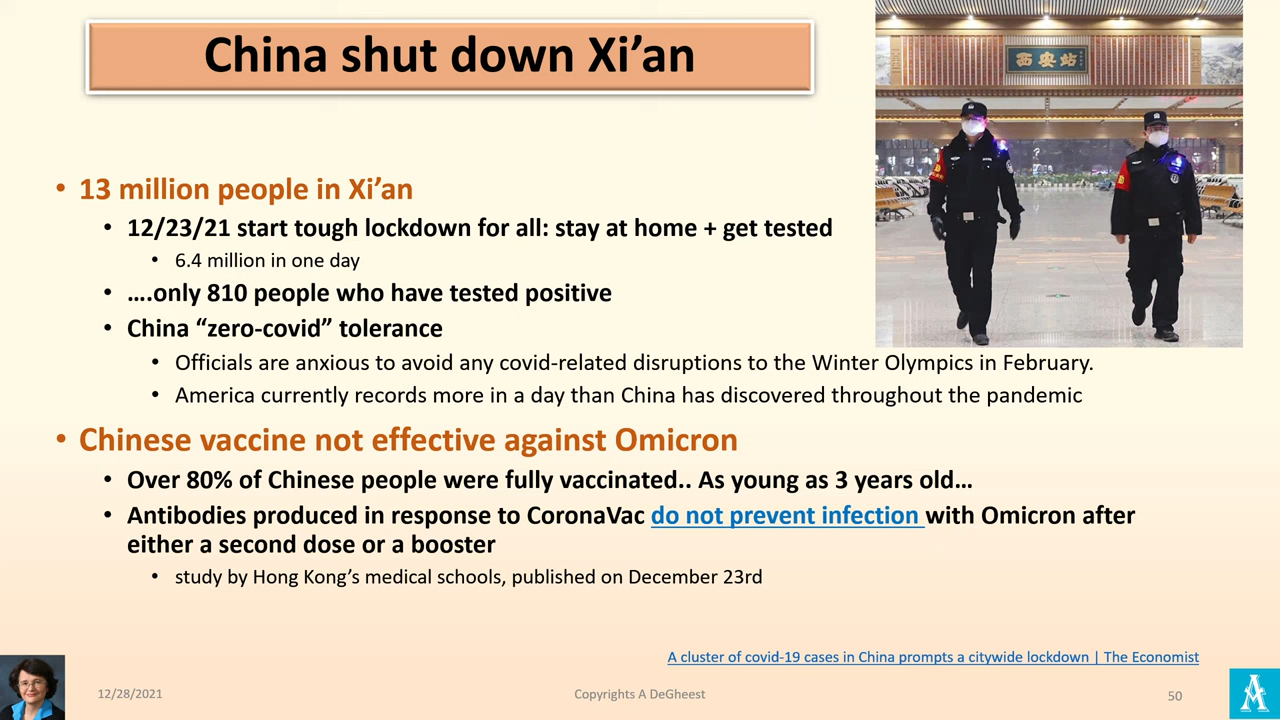 China shut down Xi’an
西安站
• 13 million people in Xi’an
• 12/23/21 start tough lockdown for all: stay at home + get tested
• 6.4 million in one day
• ….only 810 people who have tested positive
• China “zero-covid” tolerance
• Officials are anxious to avoid any covid-related disruptions to the Winter Olympics in February.
• America currently records more in a day than China has discovered throughout the pandemic
• Chinese vaccine not effective against Omicron
• Over 80% of Chinese people were fully vaccinated.. As young as 3 years old…
• Antibodies produced in response to CoronaVac do not prevent infection with Omicron after
either a second dose or a booster
• study by Hong Kong’s medical schools, published on December 23rd
A cluster of covid-19 cases in China prompts a citywide lockdown | The Economist
12/28/2021
Copyrights A DeGheest
50
A